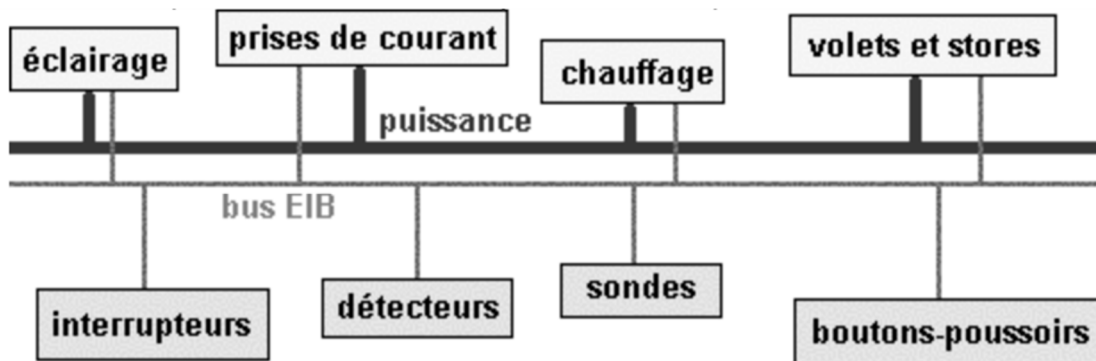 éclairage
prises de courant
chauffage
volets et stores
puissance
bus EIB
interrupteurs
détecteurs
sondes
boutons-poussoirs